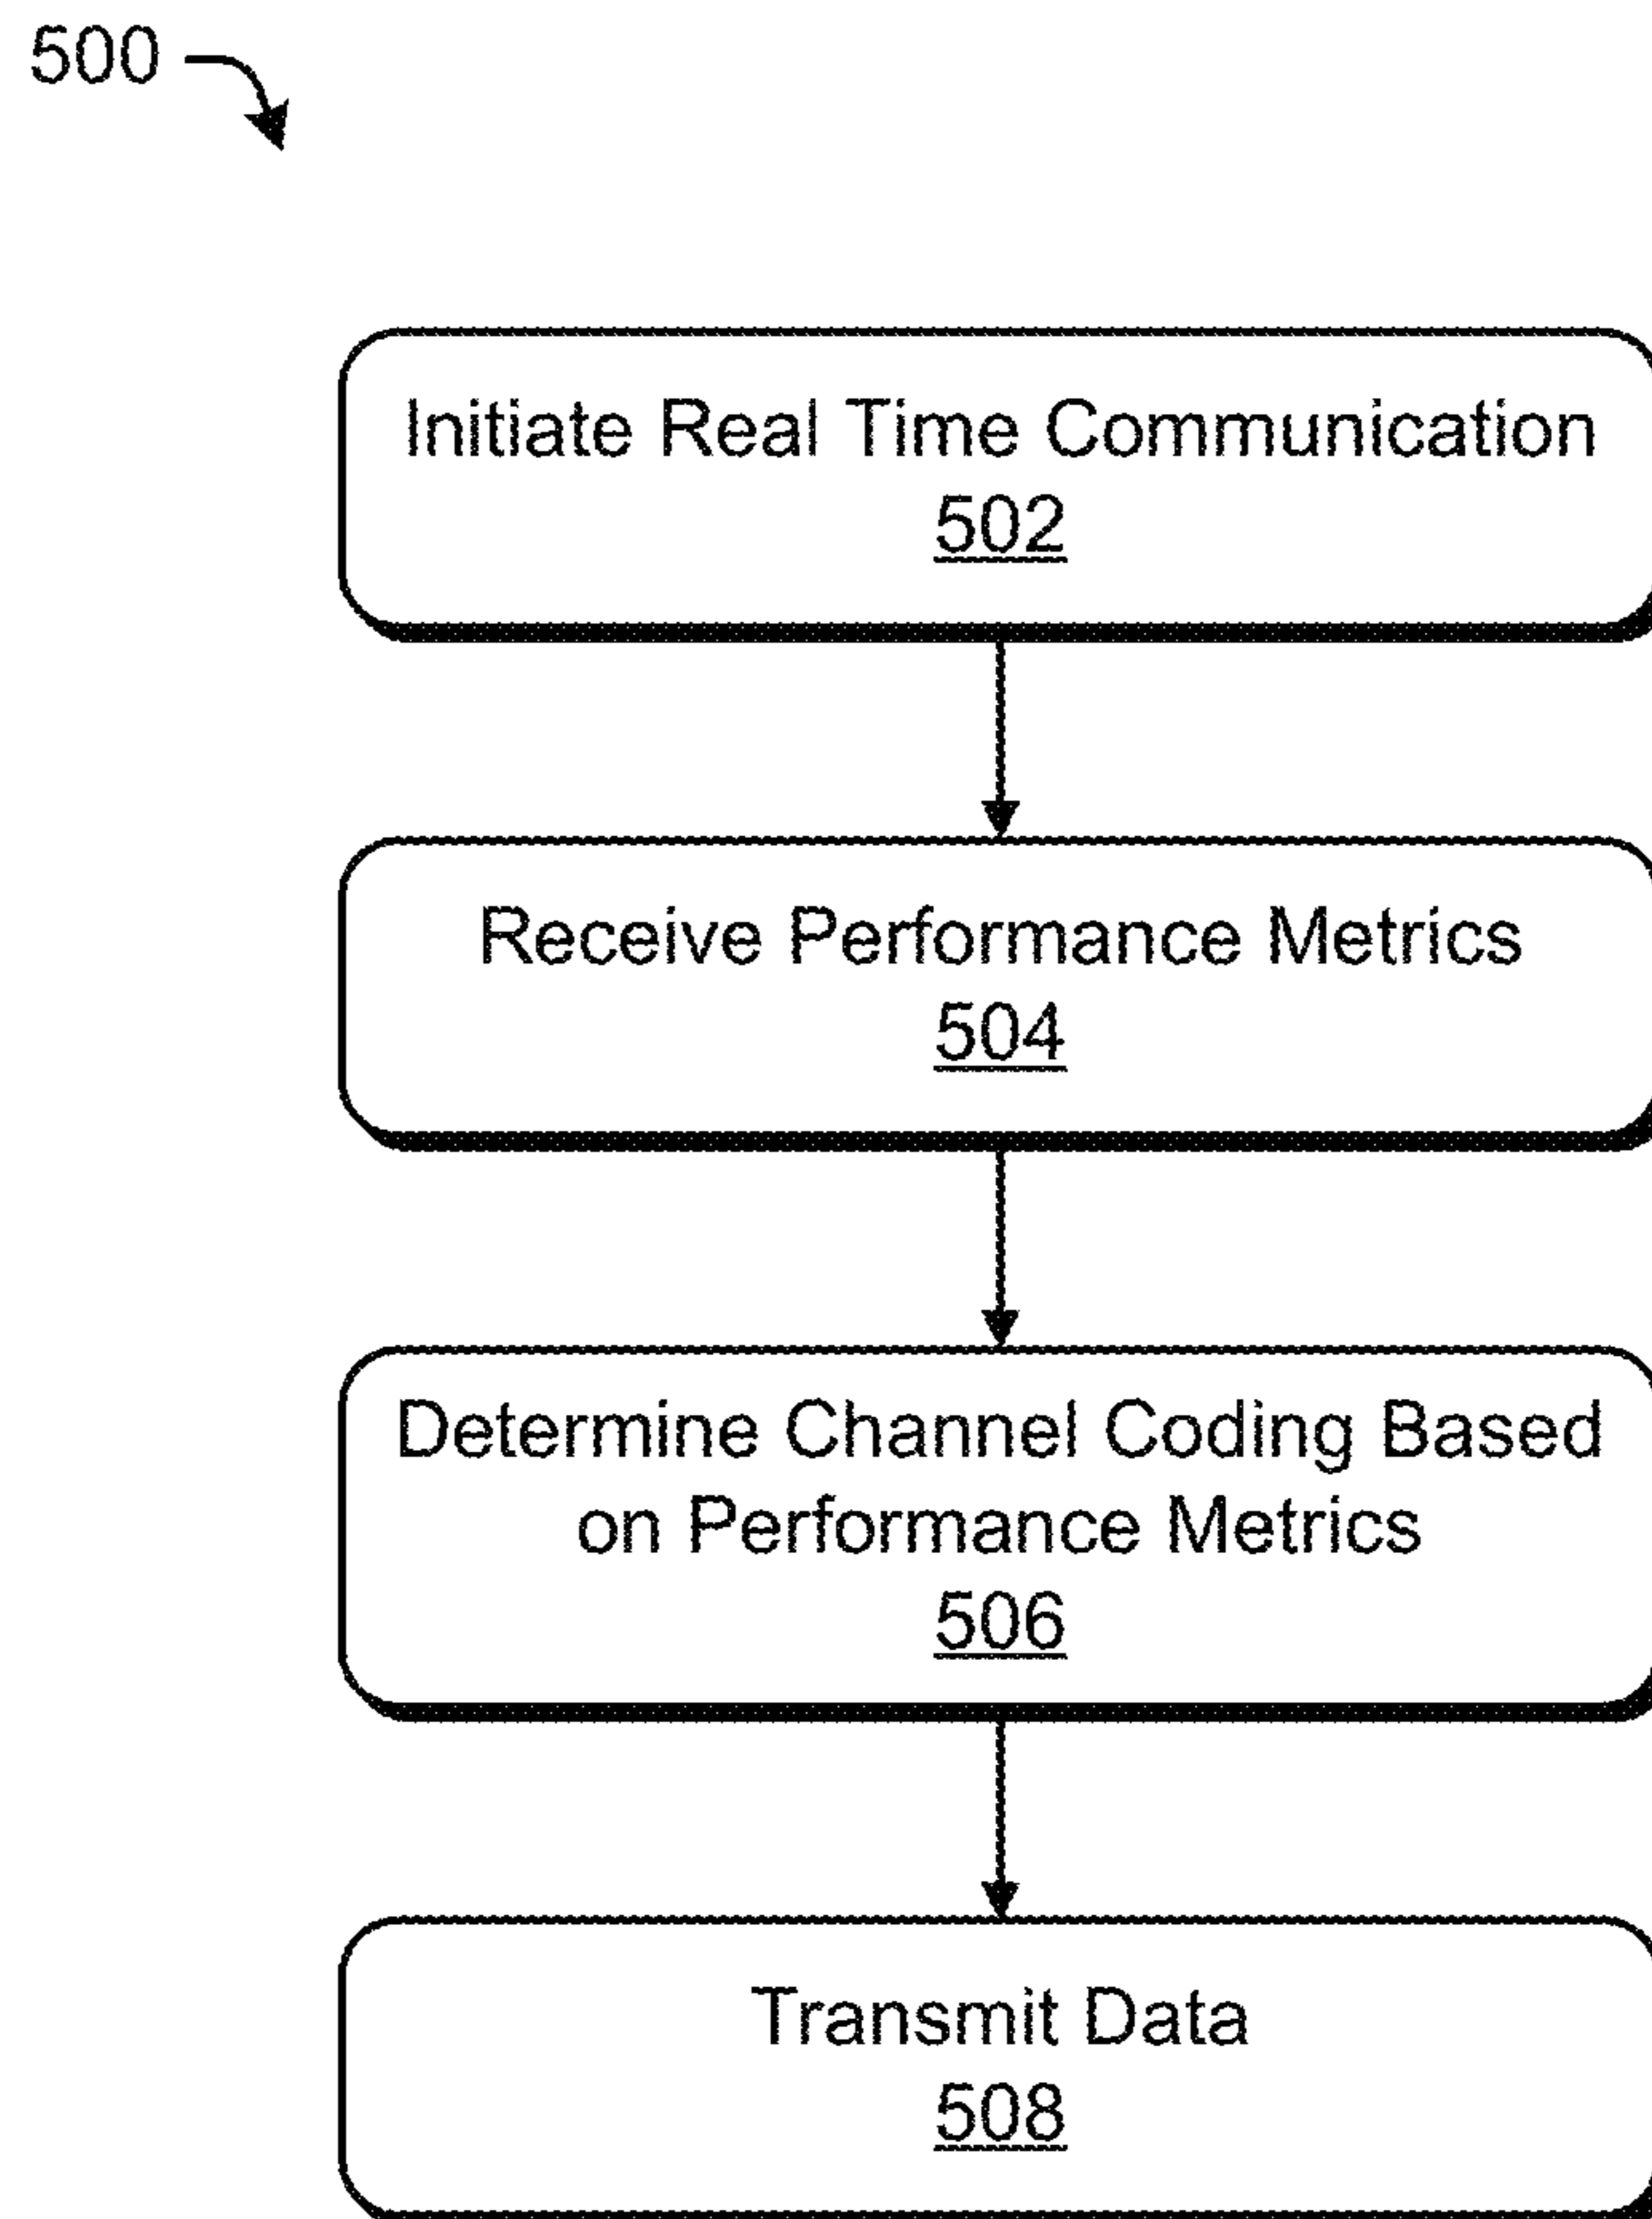 500
Initiate Real Time Communication
502
Receive Performance Metrics
504
Determine Channel Coding Based
on Performance Metrics
506
Transmit Data
508